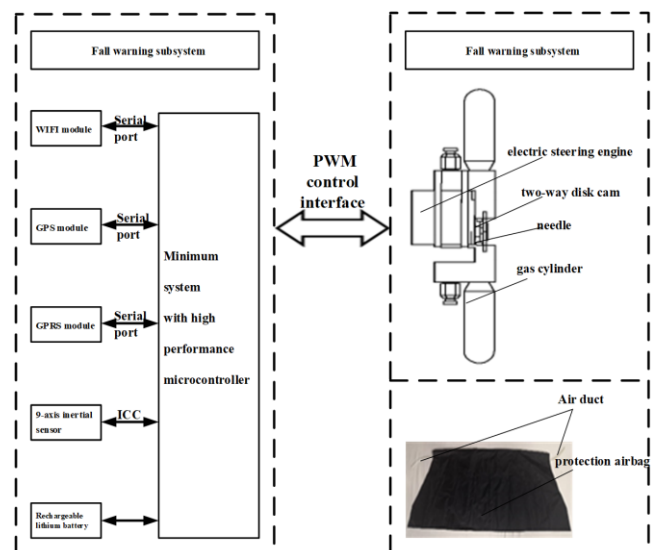 Fall warning subsystem
WIFI module
Serial
port
GPS module
Serial
port
GPRS module
Serial
port
9-axis inertial
sensor
ICC
Rechargeable
lithium battery
Minimum
system
with high
performance
microcontroller
PWM
control
interface
Fall warning subsystem
electric steering engine
two-way disk cam
needle
gas cylinder
Air duct
protection airbag